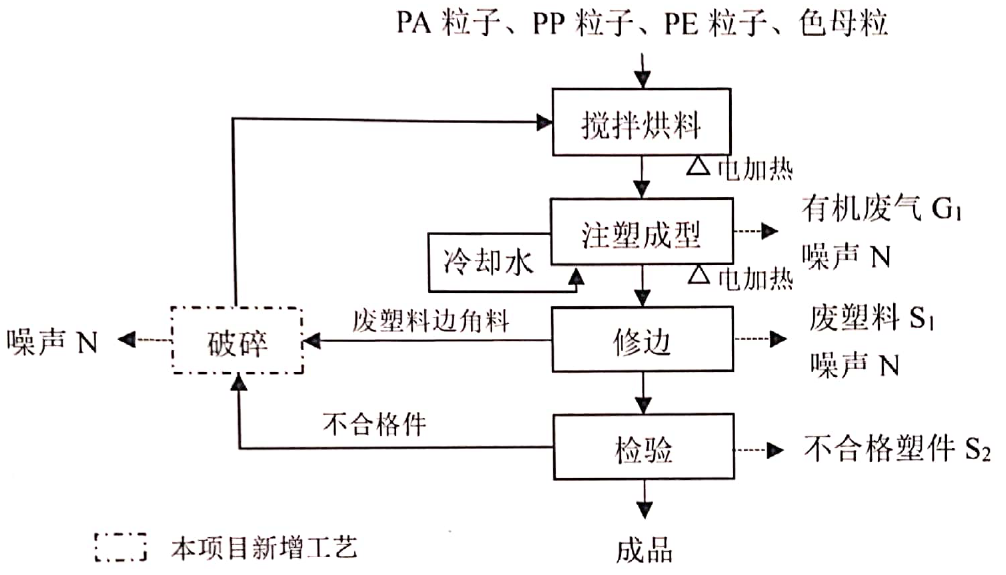 PA 粒子、PP 粒子、PE 粒子、色母粒
搅拌烘料
电加热
注塑成型
有机废气 G₁
噪声 N
冷却水
电加热
废塑料边角料
修边
废塑料 S₁
噪声 N
破碎
噪声 N
不合格件
检验
不合格塑件 S₂
本项目新增工艺
成品